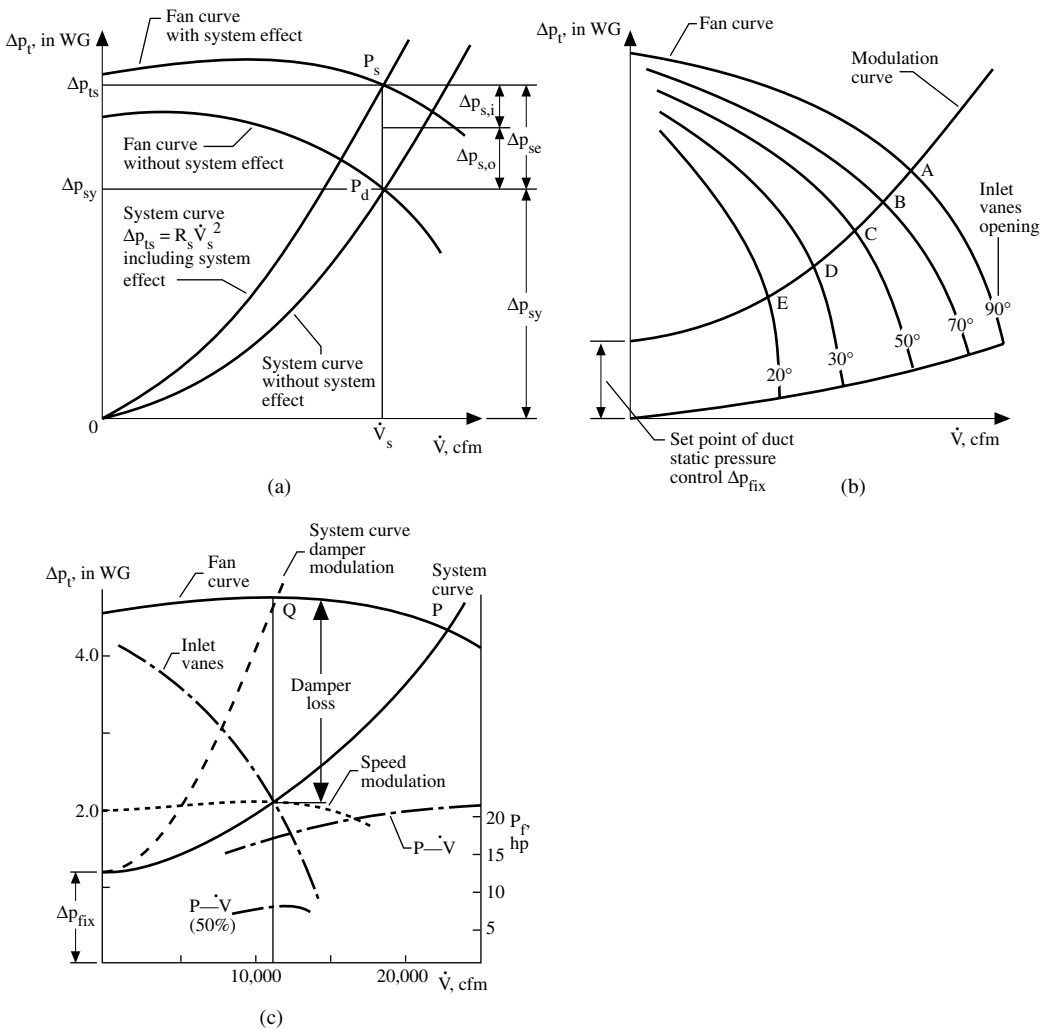 Fan curve
with system effect
Δp_t, in WG
P_s
Δp_ts
Δp_s,i
Δp_se
Δp_s,o
Fan curve
without system effect
Δp_sy
P_d
System curve
Δp_ts = R_s V̇_s²
including system
effect
Δp_sy
System curve
without system
effect
0
V̇_s
V̇, cfm
(a)
Δp_t, in WG
Fan curve
Modulation
curve
A
B
C
D
E
Inlet
vanes
opening
90°
70°
50°
30°
20°
V̇, cfm
Set point of duct
static pressure
control Δp_fix
(b)
System curve
damper
modulation
Δp_t, in WG
Fan
curve
System
curve
Q
P
Inlet
vanes
4.0
Damper
loss
Speed
modulation
2.0
20
P_f,
hp
P—V̇
15
10
5
Δp_fix
P—V̇
(50%)
10,000
20,000
V̇, cfm
(c)